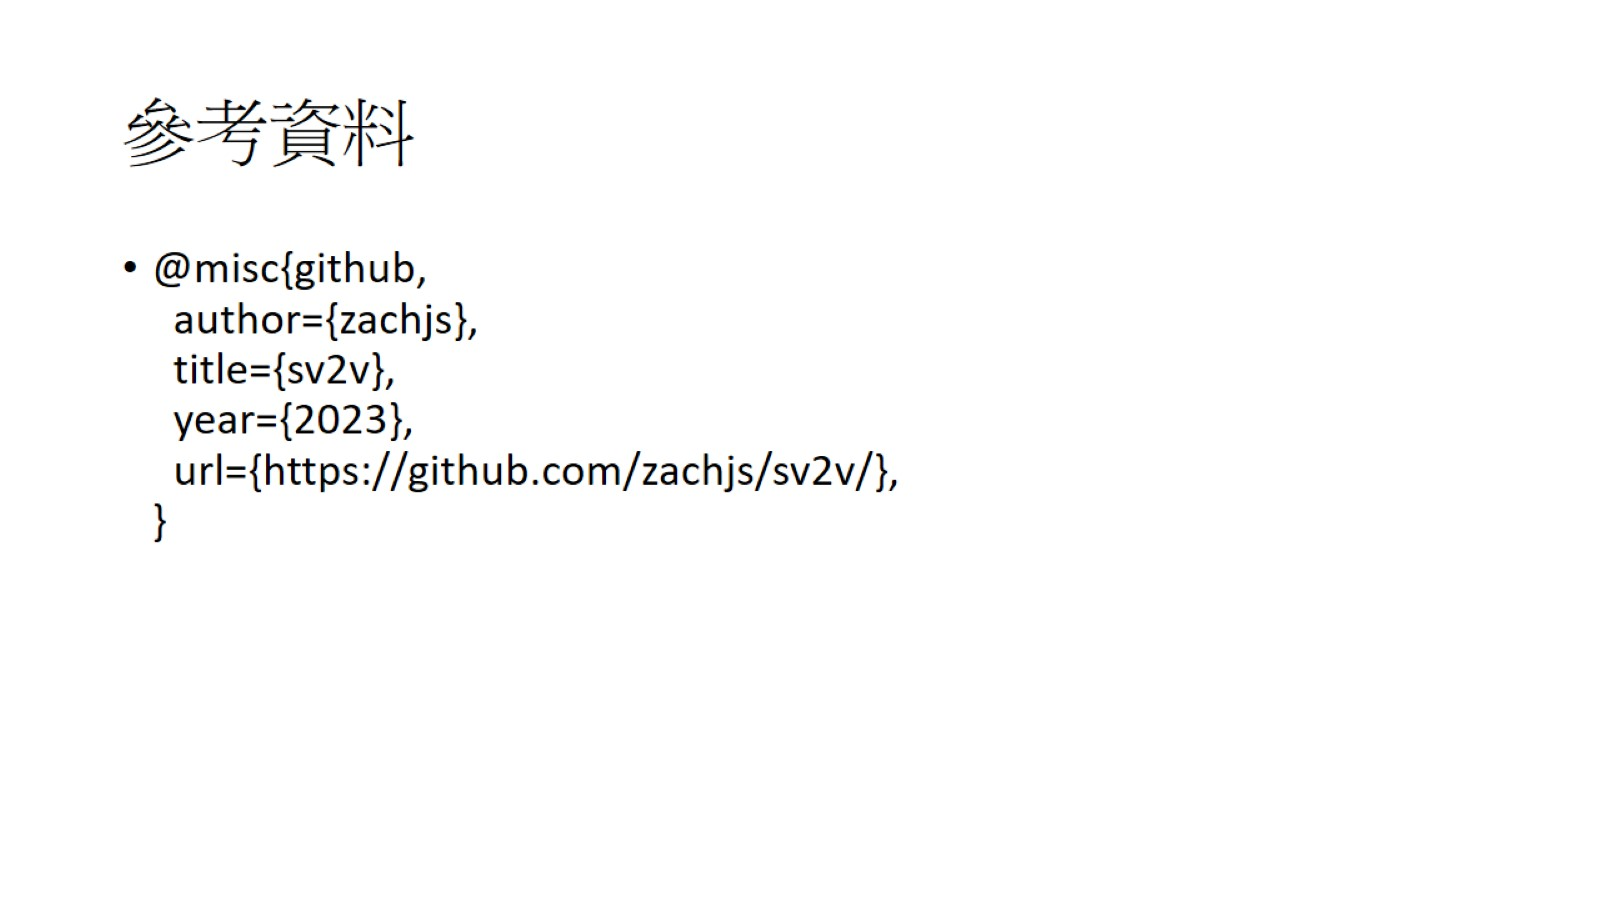 參考資料
• @misc{github,
author={zachjs},
title={sv2v},
year={2023},
url={https://github.com/zachjs/sv2v/},
}